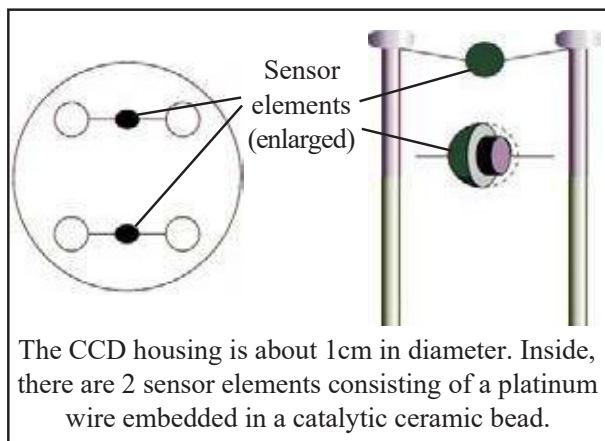 Sensor
elements
(enlarged)
The CCD housing is about 1cm in diameter. Inside,
there are 2 sensor elements consisting of a platinum
wire embedded in a catalytic ceramic bead.